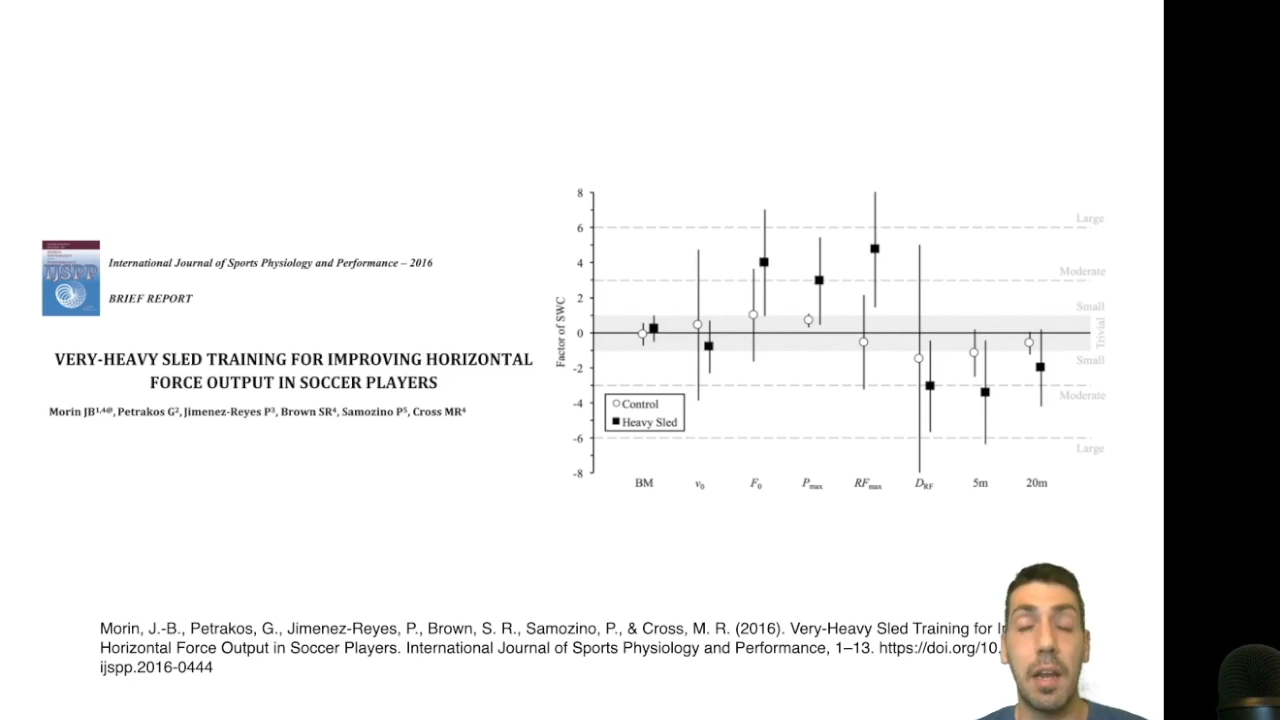 International Journal of Sports Physiology and Performance – 2016
IJSPP
BRIEF REPORT
VERY-HEAVY SLED TRAINING FOR IMPROVING HORIZONTAL
FORCE OUTPUT IN SOCCER PLAYERS
Morin JB1,4@, Petrakos G2, Jimenez-Reyes P3, Brown SR4, Samozino P5, Cross MR4
Factor of SWC
8
6
4
2
0
-2
-4
-6
-8
Large
Moderate
Small
Trivial
Small
Moderate
Large
Control
Heavy Sled
BM v0 F0 Pmax RFmax DRF 5m 20m
Morin, J.-B., Petrakos, G., Jimenez-Reyes, P., Brown, S. R., Samozino, P., & Cross, M. R. (2016). Very-Heavy Sled Training for
Horizontal Force Output in Soccer Players. International Journal of Sports Physiology and Performance, 1–13. https://doi.org/10.
ijspp.2016-0444